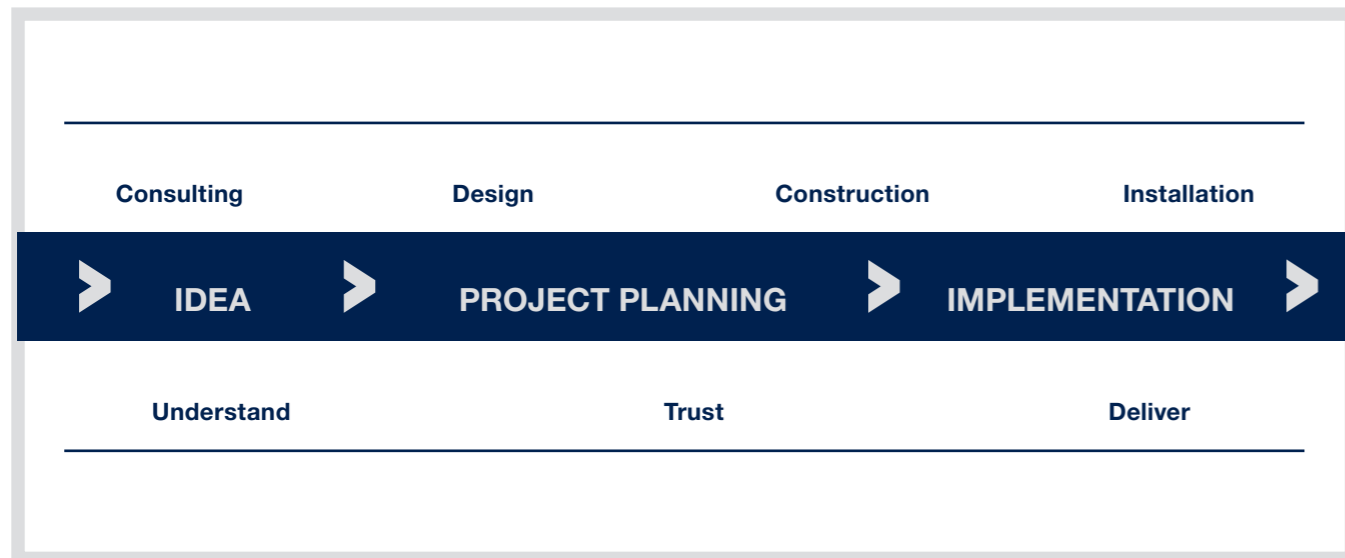 Consulting Design Construction Installation
> IDEA > PROJECT PLANNING > IMPLEMENTATION >
Understand Trust Deliver